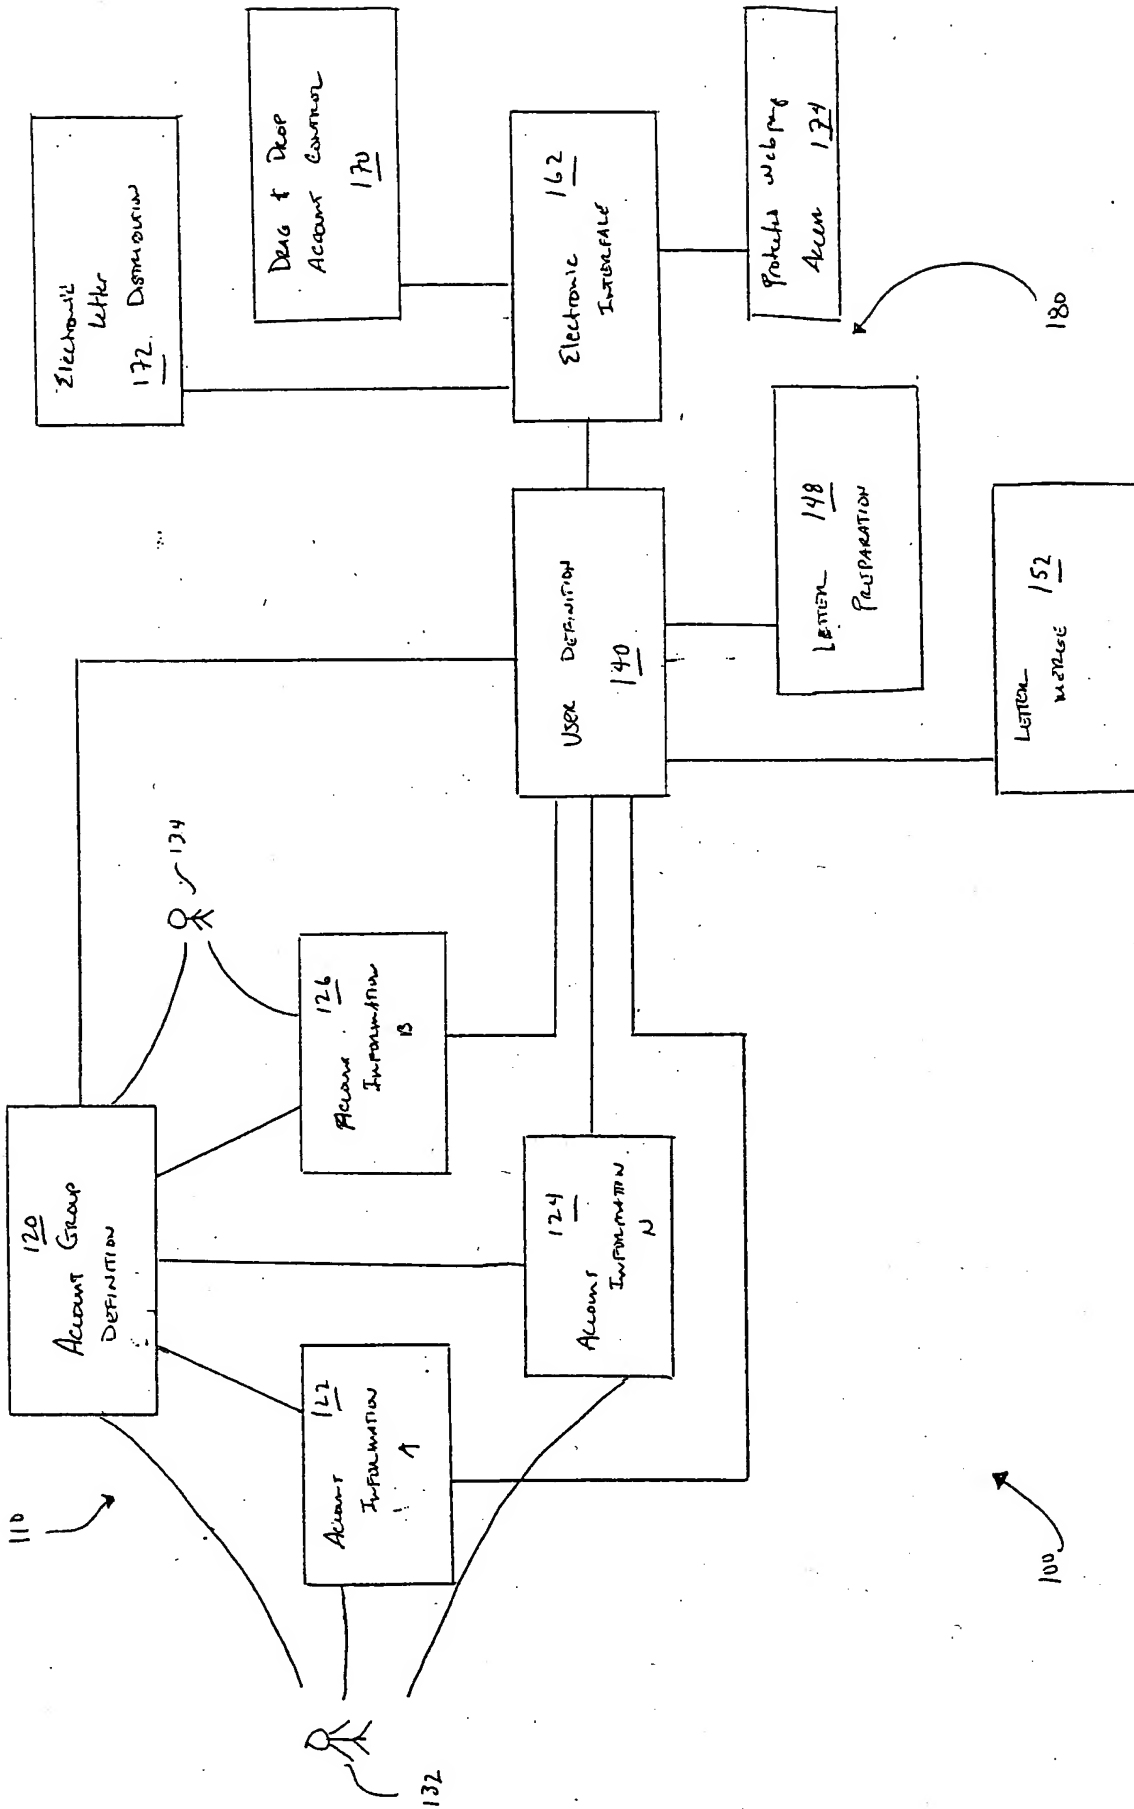 110
120
Account Group
DEFINITION
134
Account 122
INFORMATION
A
Account 126
INFORMATION
B
124
Account
INFORMATION
N
132
100
USER DEFINITION
140
Electronic
Letter
172. DISTRIBUTION
DRAG & DROP
ACCOUNT CONTROL
170
Electronic 162
INTERFACE
Protected Webpage
Access 174
180
LETTER 148
PREPARATION
LETTER
MERGE 152